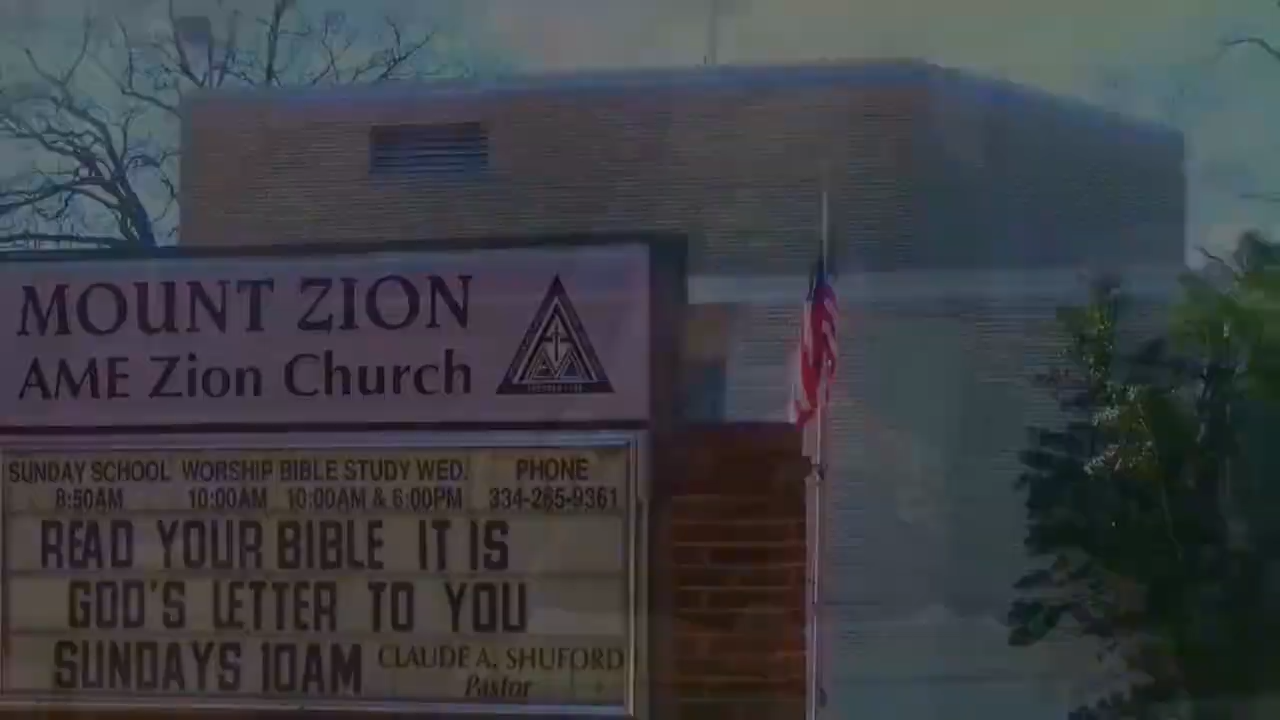 MOUNT ZION
AME Zion Church
SUNDAY SCHOOL WORSHIP BIBLE STUDY WED. PHONE
8:50AM 10:00AM 10:00AM & 6:00PM 334-265-9361
READ YOUR BIBLE IT IS
GOD'S LETTER TO YOU
SUNDAYS 10AM CLAUDE A. SHUFORD
Pastor